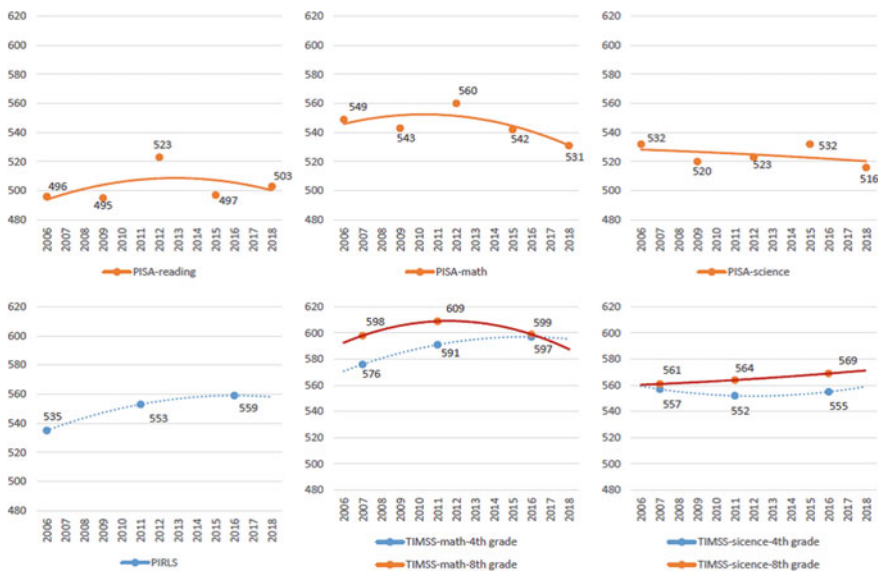 620 620 620
600 600 600
580 580 580
560 549 560 560 560
540 523 540 532 540 532
520 496 503 520 543 542 531 520 520 523 516
500 495 497 500 500
480 480 480
2006 2007 2008 2009 2010 2011 2012 2013 2014 2015 2016 2017 2018
2006 2007 2008 2009 2010 2011 2012 2013 2014 2015 2016 2017 2018
2006 2007 2008 2009 2010 2011 2012 2013 2014 2015 2016 2017 2018
PISA-reading PISA-math PISA-science
620 620 609 620
600 600 598 599 600
580 580 591 597 580 561 564 569
560 559 560 576 560 557 552 555
540 535 553 540 540
520 520 520
500 500 500
480 480 480
2006 2007 2008 2009 2010 2011 2012 2013 2014 2015 2016 2017 2018
2006 2007 2008 2009 2010 2011 2012 2013 2014 2015 2016 2017 2018
2006 2007 2008 2009 2010 2011 2012 2013 2014 2015 2016 2017 2018
PIRLS TIMSS-math-4th grade TIMSS-sicence-4th grade
TIMSS-math-8th grade TIMSS-sicence-8th grade